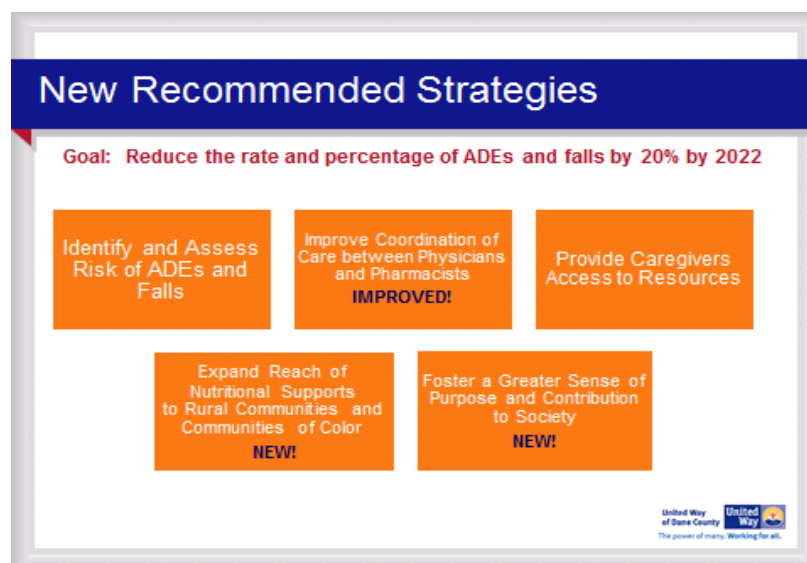 New Recommended Strategies
Goal: Reduce the rate and percentage of ADEs and falls by 20% by 2022
Identify and Assess
Risk of ADEs and
Falls
Improve Coordination of
Care between Physicians
and Pharmacists
IMPROVED!
Provide Caregivers
Access to Resources
Expand Reach of
Nutritional Supports
to Rural Communities and
Communities of Color
NEW!
Foster a Greater Sense of
Purpose and Contribution
to Society
NEW!
United Way
of Dane County
United
Way
The power of many. Working for all.